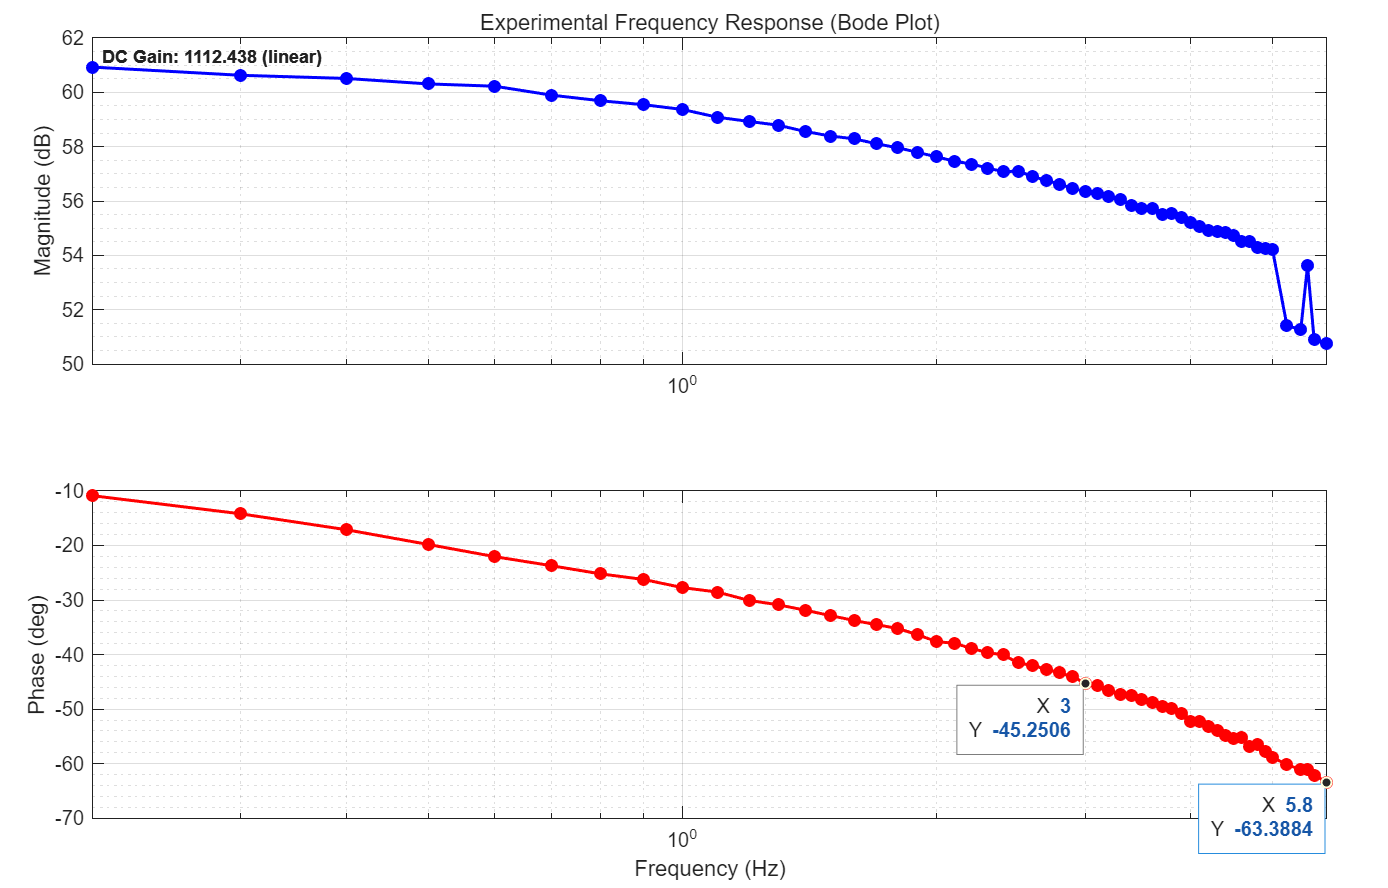 Experimental Frequency Response (Bode Plot)
DC Gain: 1112.438 (linear)
Magnitude (dB)
62
60
58
56
54
52
50
10⁰
Phase (deg)
-10
-20
-30
-40
-50
-60
-70
X 3
Y -45.2506
X 5.8
Y -63.3884
10⁰
Frequency (Hz)